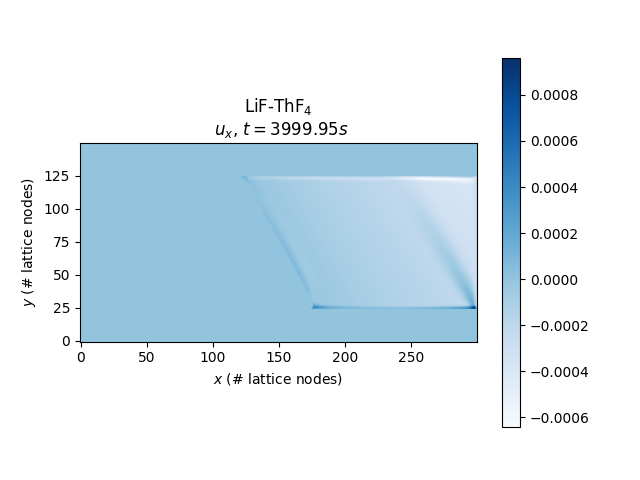 LiF-ThF₄
uₓ, t = 3999.95s
y (# lattice nodes)
125
100
75
50
25
0
0 50 100 150 200 250
x (# lattice nodes)
0.0008
0.0006
0.0004
0.0002
0.0000
−0.0002
−0.0004
−0.0006